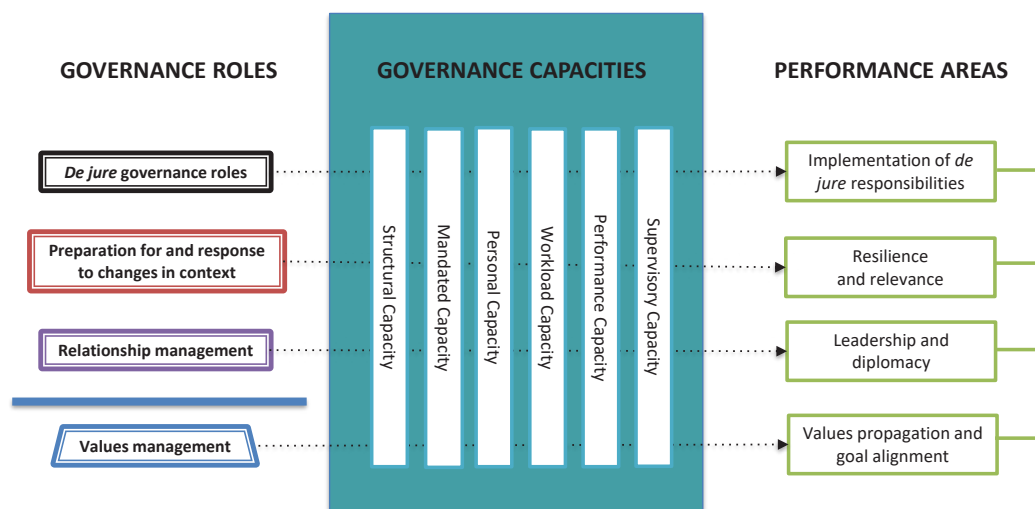 GOVERNANCE ROLES
GOVERNANCE CAPACITIES
PERFORMANCE AREAS
De jure governance roles
Preparation for and response
to changes in context
Relationship management
Values management
Structural Capacity
Mandated Capacity
Personal Capacity
Workload Capacity
Performance Capacity
Supervisory Capacity
Implementation of de
jure responsibilities
Resilience
and relevance
Leadership and
diplomacy
Values propagation and
goal alignment